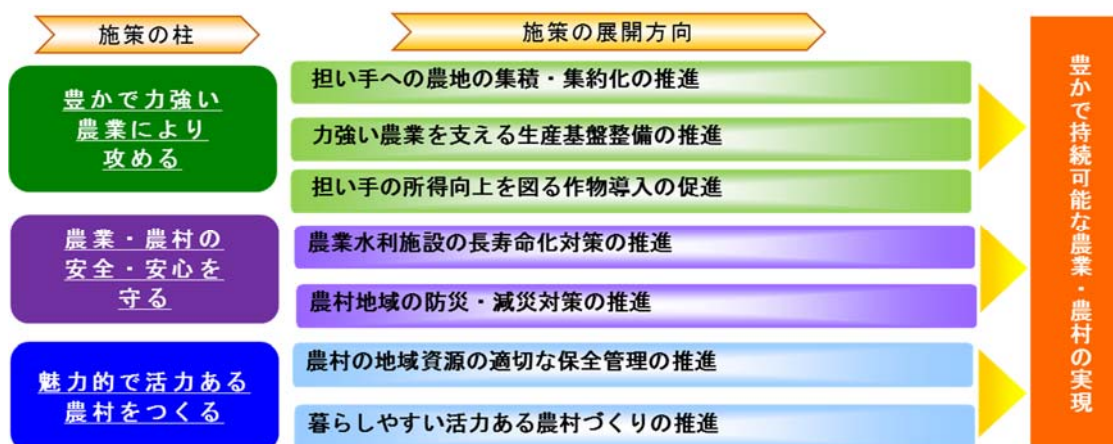 施策の柱
施策の展開方向
豊かで力強い
農業により
攻める
担い手への農地の集積・集約化の推進
力強い農業を支える生産基盤整備の推進
担い手の所得向上を図る作物導入の促進
農業・農村の
安全・安心を
守る
農業水利施設の長寿命化対策の推進
農村地域の防災・減災対策の推進
魅力的で活力ある
農村をつくる
農村の地域資源の適切な保全管理の推進
暮らしやすい活力ある農村づくりの推進
豊かで持続可能な農業・農村の実現